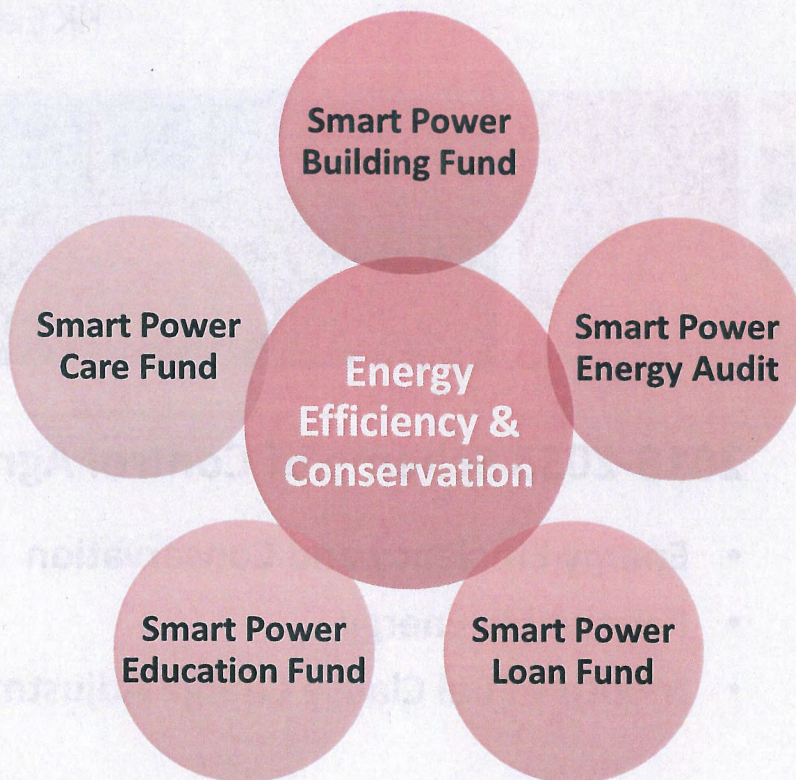 Smart Power
Building Fund
Smart Power
Care Fund
Energy
Efficiency &
Conservation
Smart Power
Energy Audit
Smart Power
Education Fund
Smart Power
Loan Fund